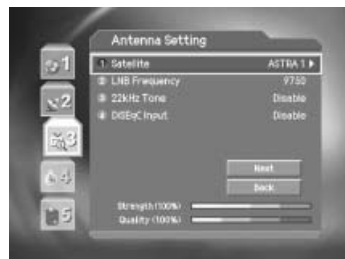 Antenna Setting
1 Satellite ASTRA 1
2 LNB Frequency 9750
3 22kHz Tone Disable
4 DiSEqC Input Disable
1
2
3
4
5
Next
Back
Strength (100%)
Quality (100%)